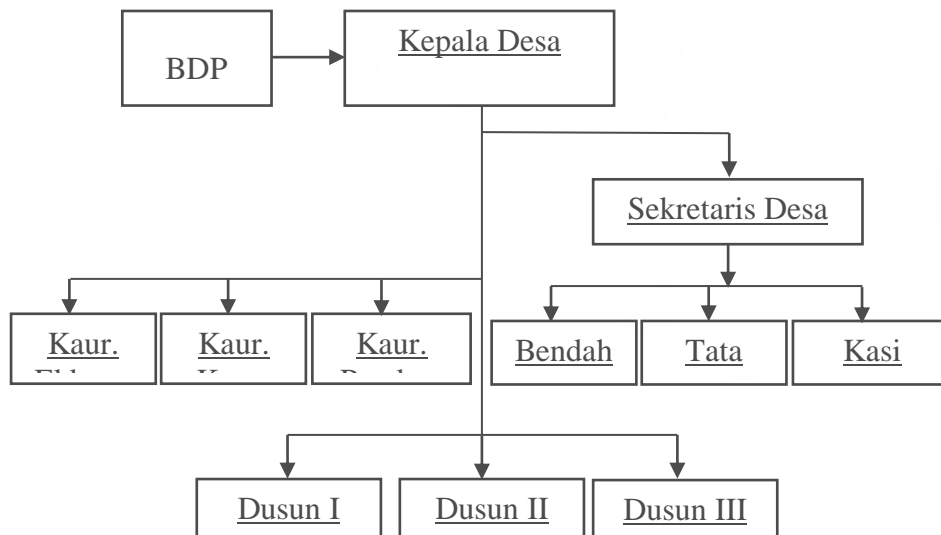 Kepala Desa
BDP
Sekretaris Desa
Kaur.
Kaur.
Kaur.
Bendah
Tata
Kasi
Dusun I
Dusun II
Dusun III